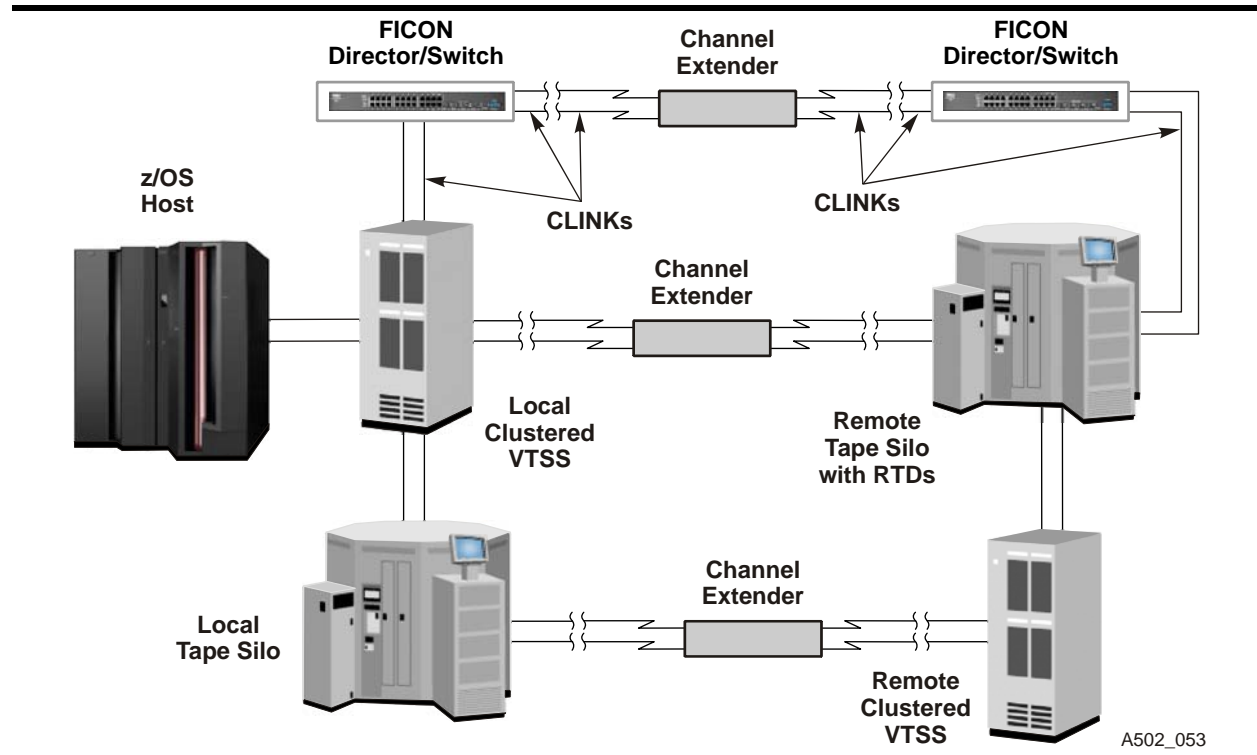 FICON
Director/Switch
Channel
Extender
FICON
Director/Switch
z/OS
Host
CLINKs
CLINKs
Channel
Extender
Local
Clustered
VTSS
Remote
Tape Silo
with RTDs
Local
Tape Silo
Channel
Extender
Remote
Clustered
VTSS
A502_053